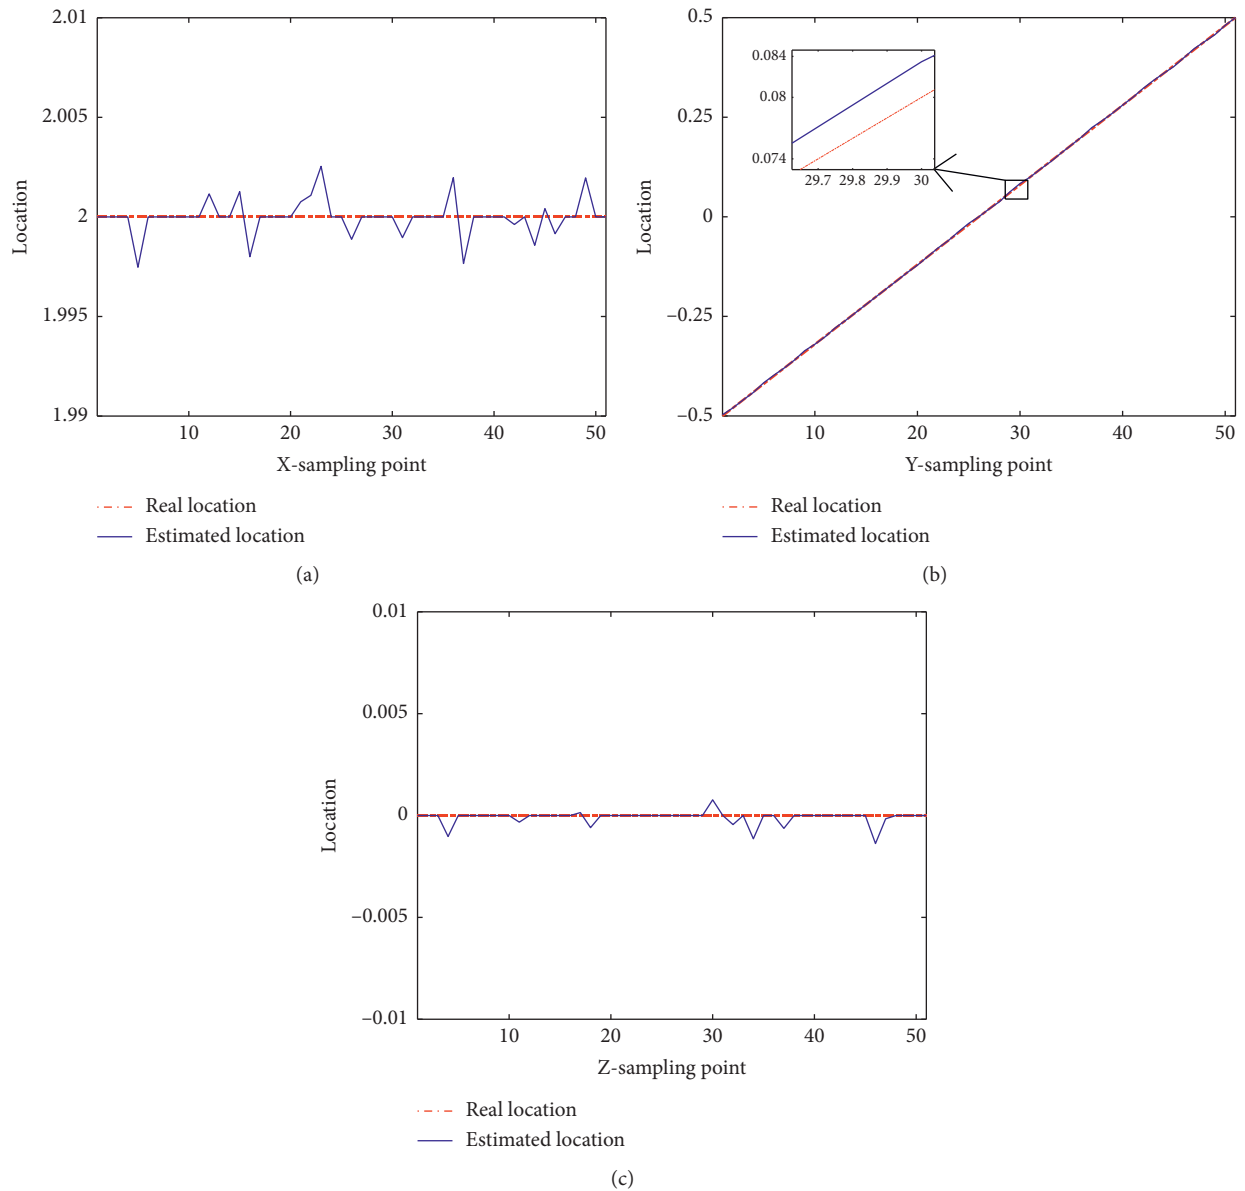 2.01
2.005
2
1.995
1.99
Location
10 20 30 40 50
X-sampling point
Real location
Estimated location
(a)
0.5
0.25
0
–0.25
–0.5
Location
0.084
0.08
0.074
29.7 29.8 29.9 30
10 20 30 40 50
Y-sampling point
Real location
Estimated location
(b)
0.01
0.005
0
–0.005
–0.01
Location
10 20 30 40 50
Z-sampling point
Real location
Estimated location
(c)